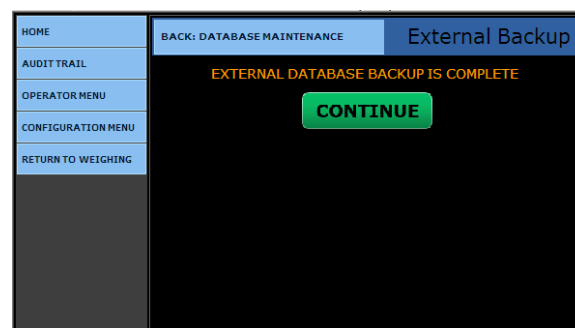 HOME
AUDIT TRAIL
OPERATOR MENU
CONFIGURATION MENU
RETURN TO WEIGHING
BACK: DATABASE MAINTENANCE
External Backup
EXTERNAL DATABASE BACKUP IS COMPLETE
CONTINUE